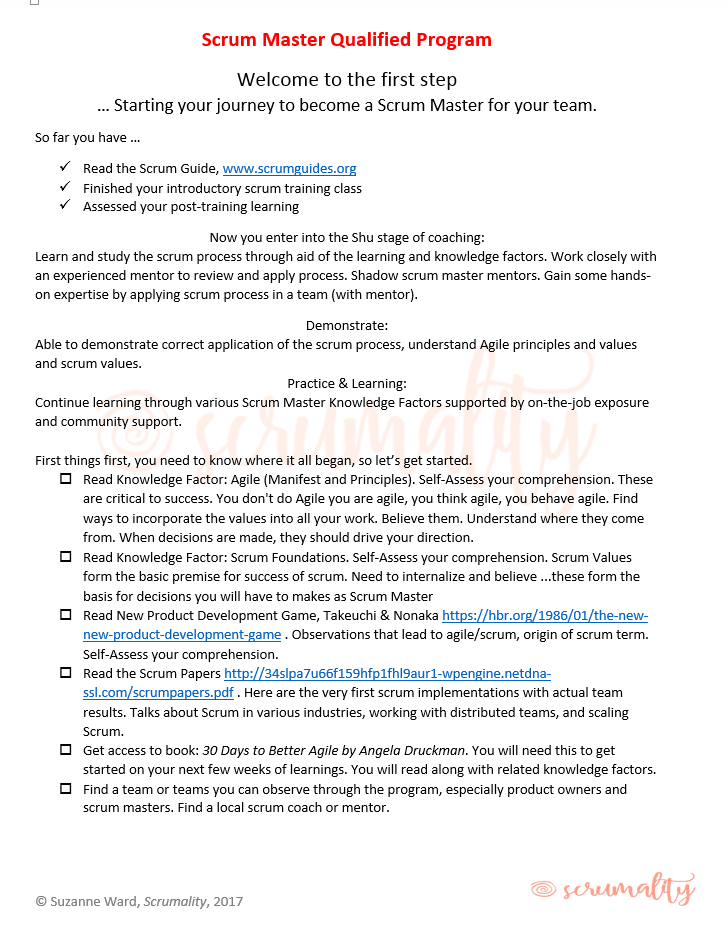 Scrum Master Qualified Program
Welcome to the first step
... Starting your journey to become a Scrum Master for your team.
So far you have ...
✓ Read the Scrum Guide, www.scrumguides.org
✓ Finished your introductory scrum training class
✓ Assessed your post-training learning
Now you enter into the Shu stage of coaching:
Learn and study the scrum process through aid of the learning and knowledge factors. Work closely with
an experienced mentor to review and apply process. Shadow scrum master mentors. Gain some hands-
on expertise by applying scrum process in a team (with mentor).
Demonstrate:
Able to demonstrate correct application of the scrum process, understand Agile principles and values
and scrum values.
Practice & Learning:
Continue learning through various Scrum Master Knowledge Factors supported by on-the-job exposure
and community support.
scrumality
First things first, you need to know where it all began, so let's get started.
☐ Read Knowledge Factor: Agile (Manifest and Principles). Self-Assess your comprehension. These
are critical to success. You don't do Agile you are agile, you think agile, you behave agile. Find
ways to incorporate the values into all your work. Believe them. Understand where they come
from. When decisions are made, they should drive your direction.
☐ Read Knowledge Factor: Scrum Foundations. Self-Assess your comprehension. Scrum Values
form the basic premise for success of scrum. Need to internalize and believe ...these form the
basis for decisions you will have to makes as Scrum Master
☐ Read New Product Development Game, Takeuchi & Nonaka https://hbr.org/1986/01/the-new-
new-product-development-game . Observations that lead to agile/scrum, origin of scrum term.
Self-Assess your comprehension.
☐ Read the Scrum Papers http://34slpa7u66f159hfp1fhl9aur1-wpengine.netdna-
ssl.com/scrumpapers.pdf . Here are the very first scrum implementations with actual team
results. Talks about Scrum in various industries, working with distributed teams, and scaling
Scrum.
☐ Get access to book: 30 Days to Better Agile by Angela Druckman. You will need this to get
started on your next few weeks of learnings. You will read along with related knowledge factors.
☐ Find a team or teams you can observe through the program, especially product owners and
scrum masters. Find a local scrum coach or mentor.
© Suzanne Ward, Scrumality, 2017
scrumality